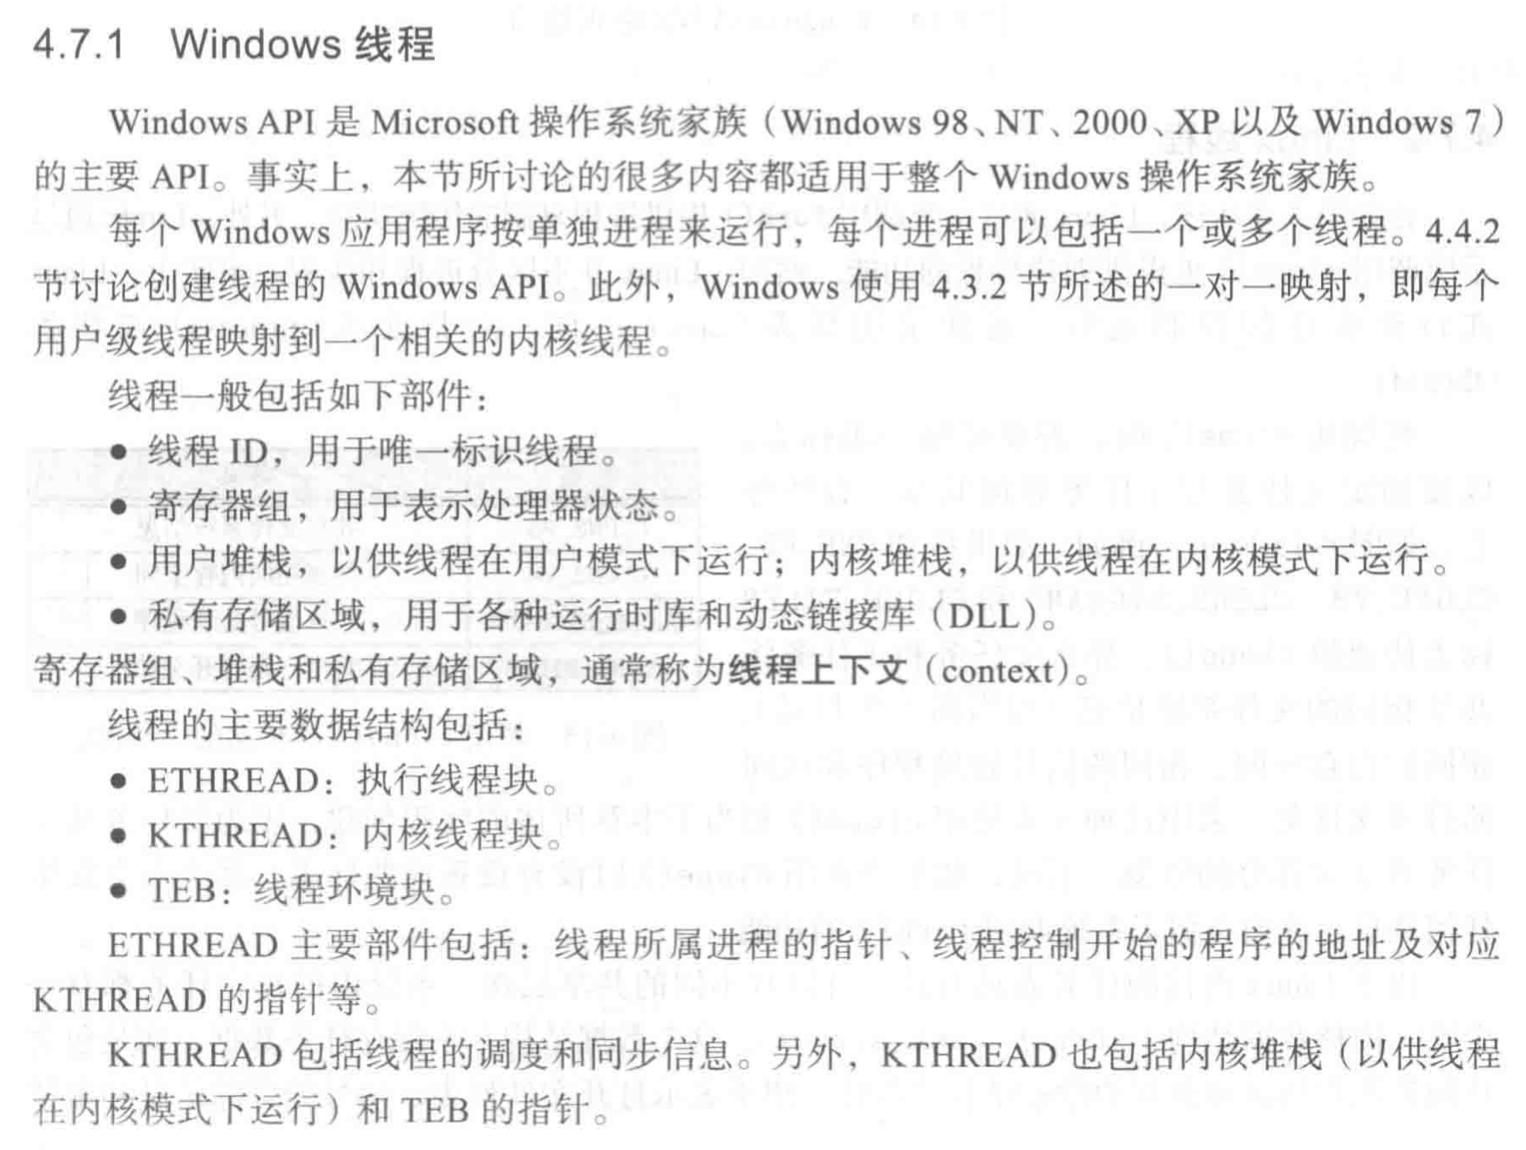 4.7.1 Windows 线程
Windows API 是 Microsoft 操作系统家族（Windows 98、NT、2000、XP 以及 Windows 7）
的主要 API。事实上，本节所讨论的很多内容都适用于整个 Windows 操作系统家族。
每个 Windows 应用程序按单独进程来运行，每个进程可以包括一个或多个线程。4.4.2
节讨论创建线程的 Windows API。此外，Windows 使用 4.3.2 节所述的一对一映射，即每个
用户级线程映射到一个相关的内核线程。
线程一般包括如下部件：
● 线程 ID，用于唯一标识线程。
● 寄存器组，用于表示处理器状态。
● 用户堆栈，以供线程在用户模式下运行；内核堆栈，以供线程在内核模式下运行。
● 私有存储区域，用于各种运行时库和动态链接库（DLL）。
寄存器组、堆栈和私有存储区域，通常称为线程上下文（context）。
线程的主要数据结构包括：
● ETHREAD：执行线程块。
● KTHREAD：内核线程块。
● TEB：线程环境块。
ETHREAD 主要部件包括：线程所属进程的指针、线程控制开始的程序的地址及对应
KTHREAD 的指针等。
KTHREAD 包括线程的调度和同步信息。另外，KTHREAD 也包括内核堆栈（以供线程
在内核模式下运行）和 TEB 的指针。